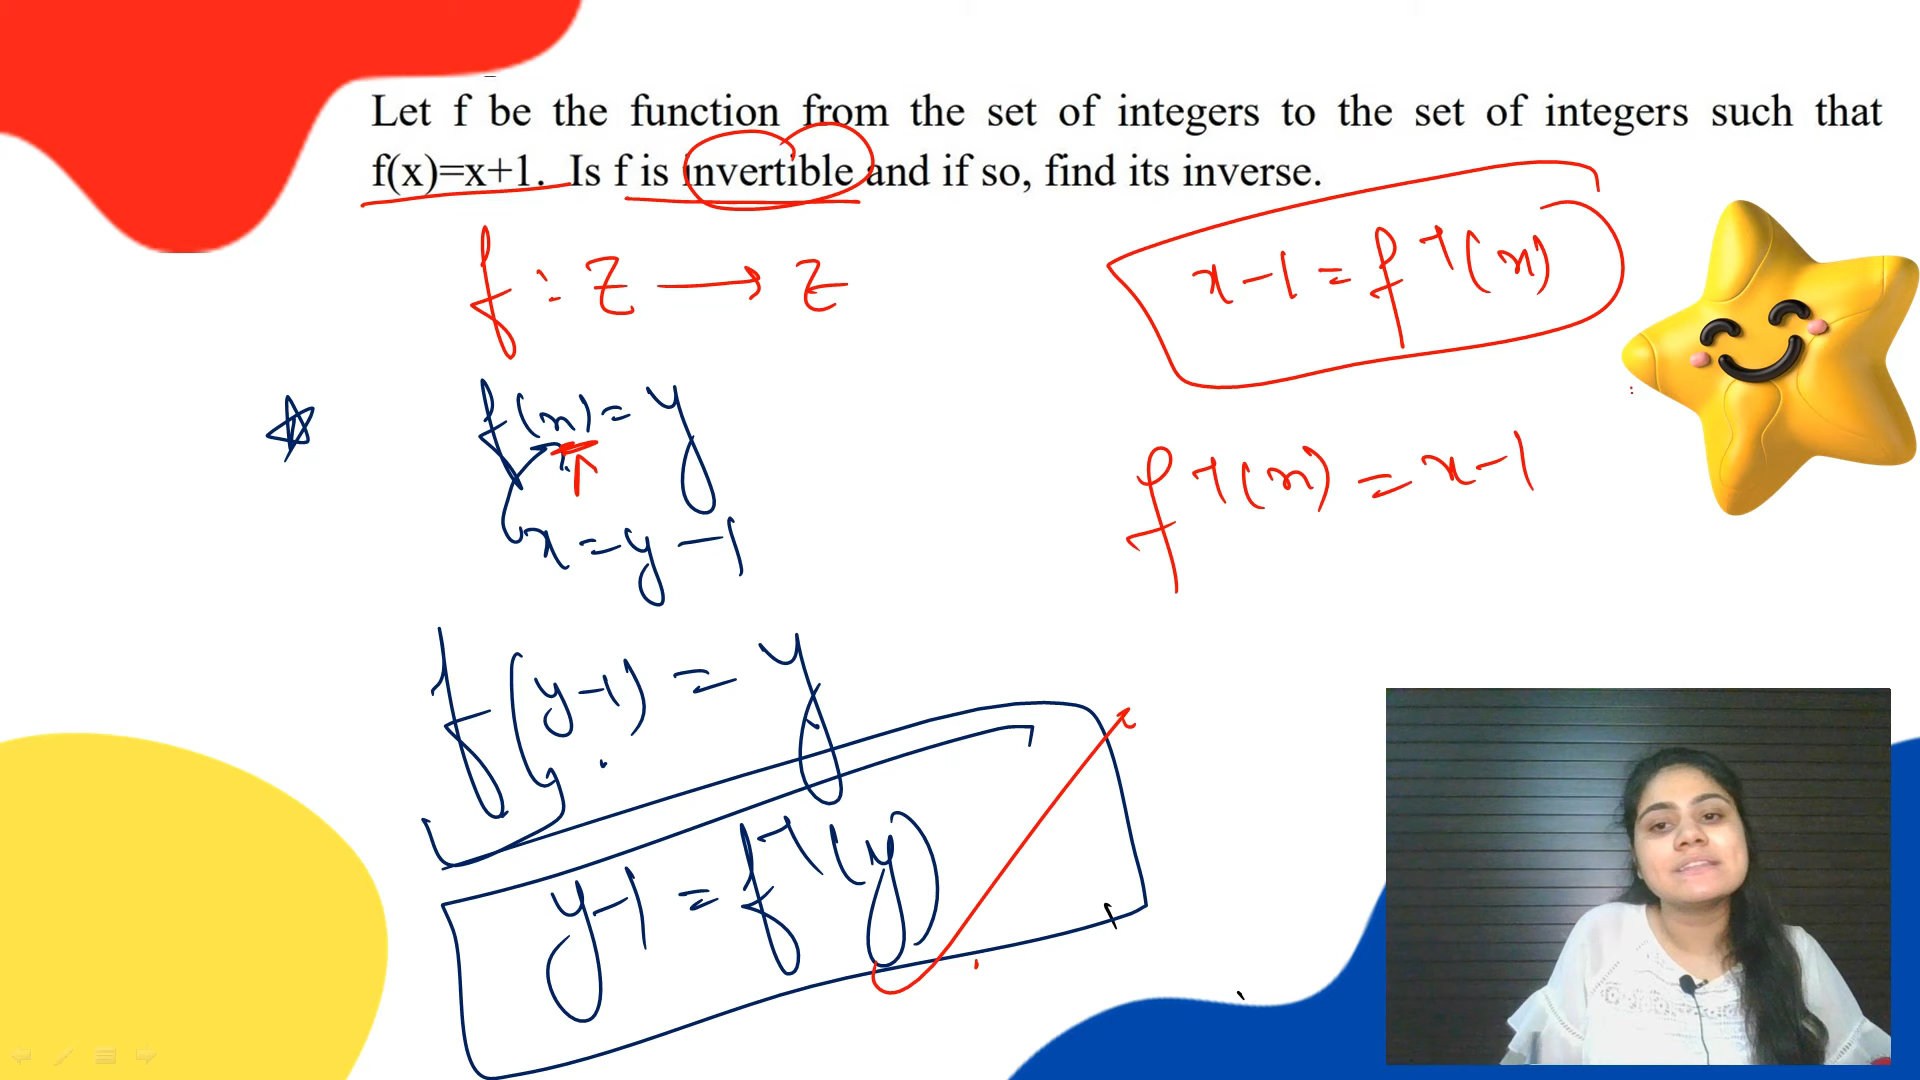 Let f be the function from the set of integers to the set of integers such that
f(x)=x+1. Is f is invertible and if so, find its inverse.
f : Z → Z
f(x) = y
x = y - 1
f(y-1) = y
y-1 = f⁻¹(y)
x-1 = f⁻¹(x)
f⁻¹(x) = x-1